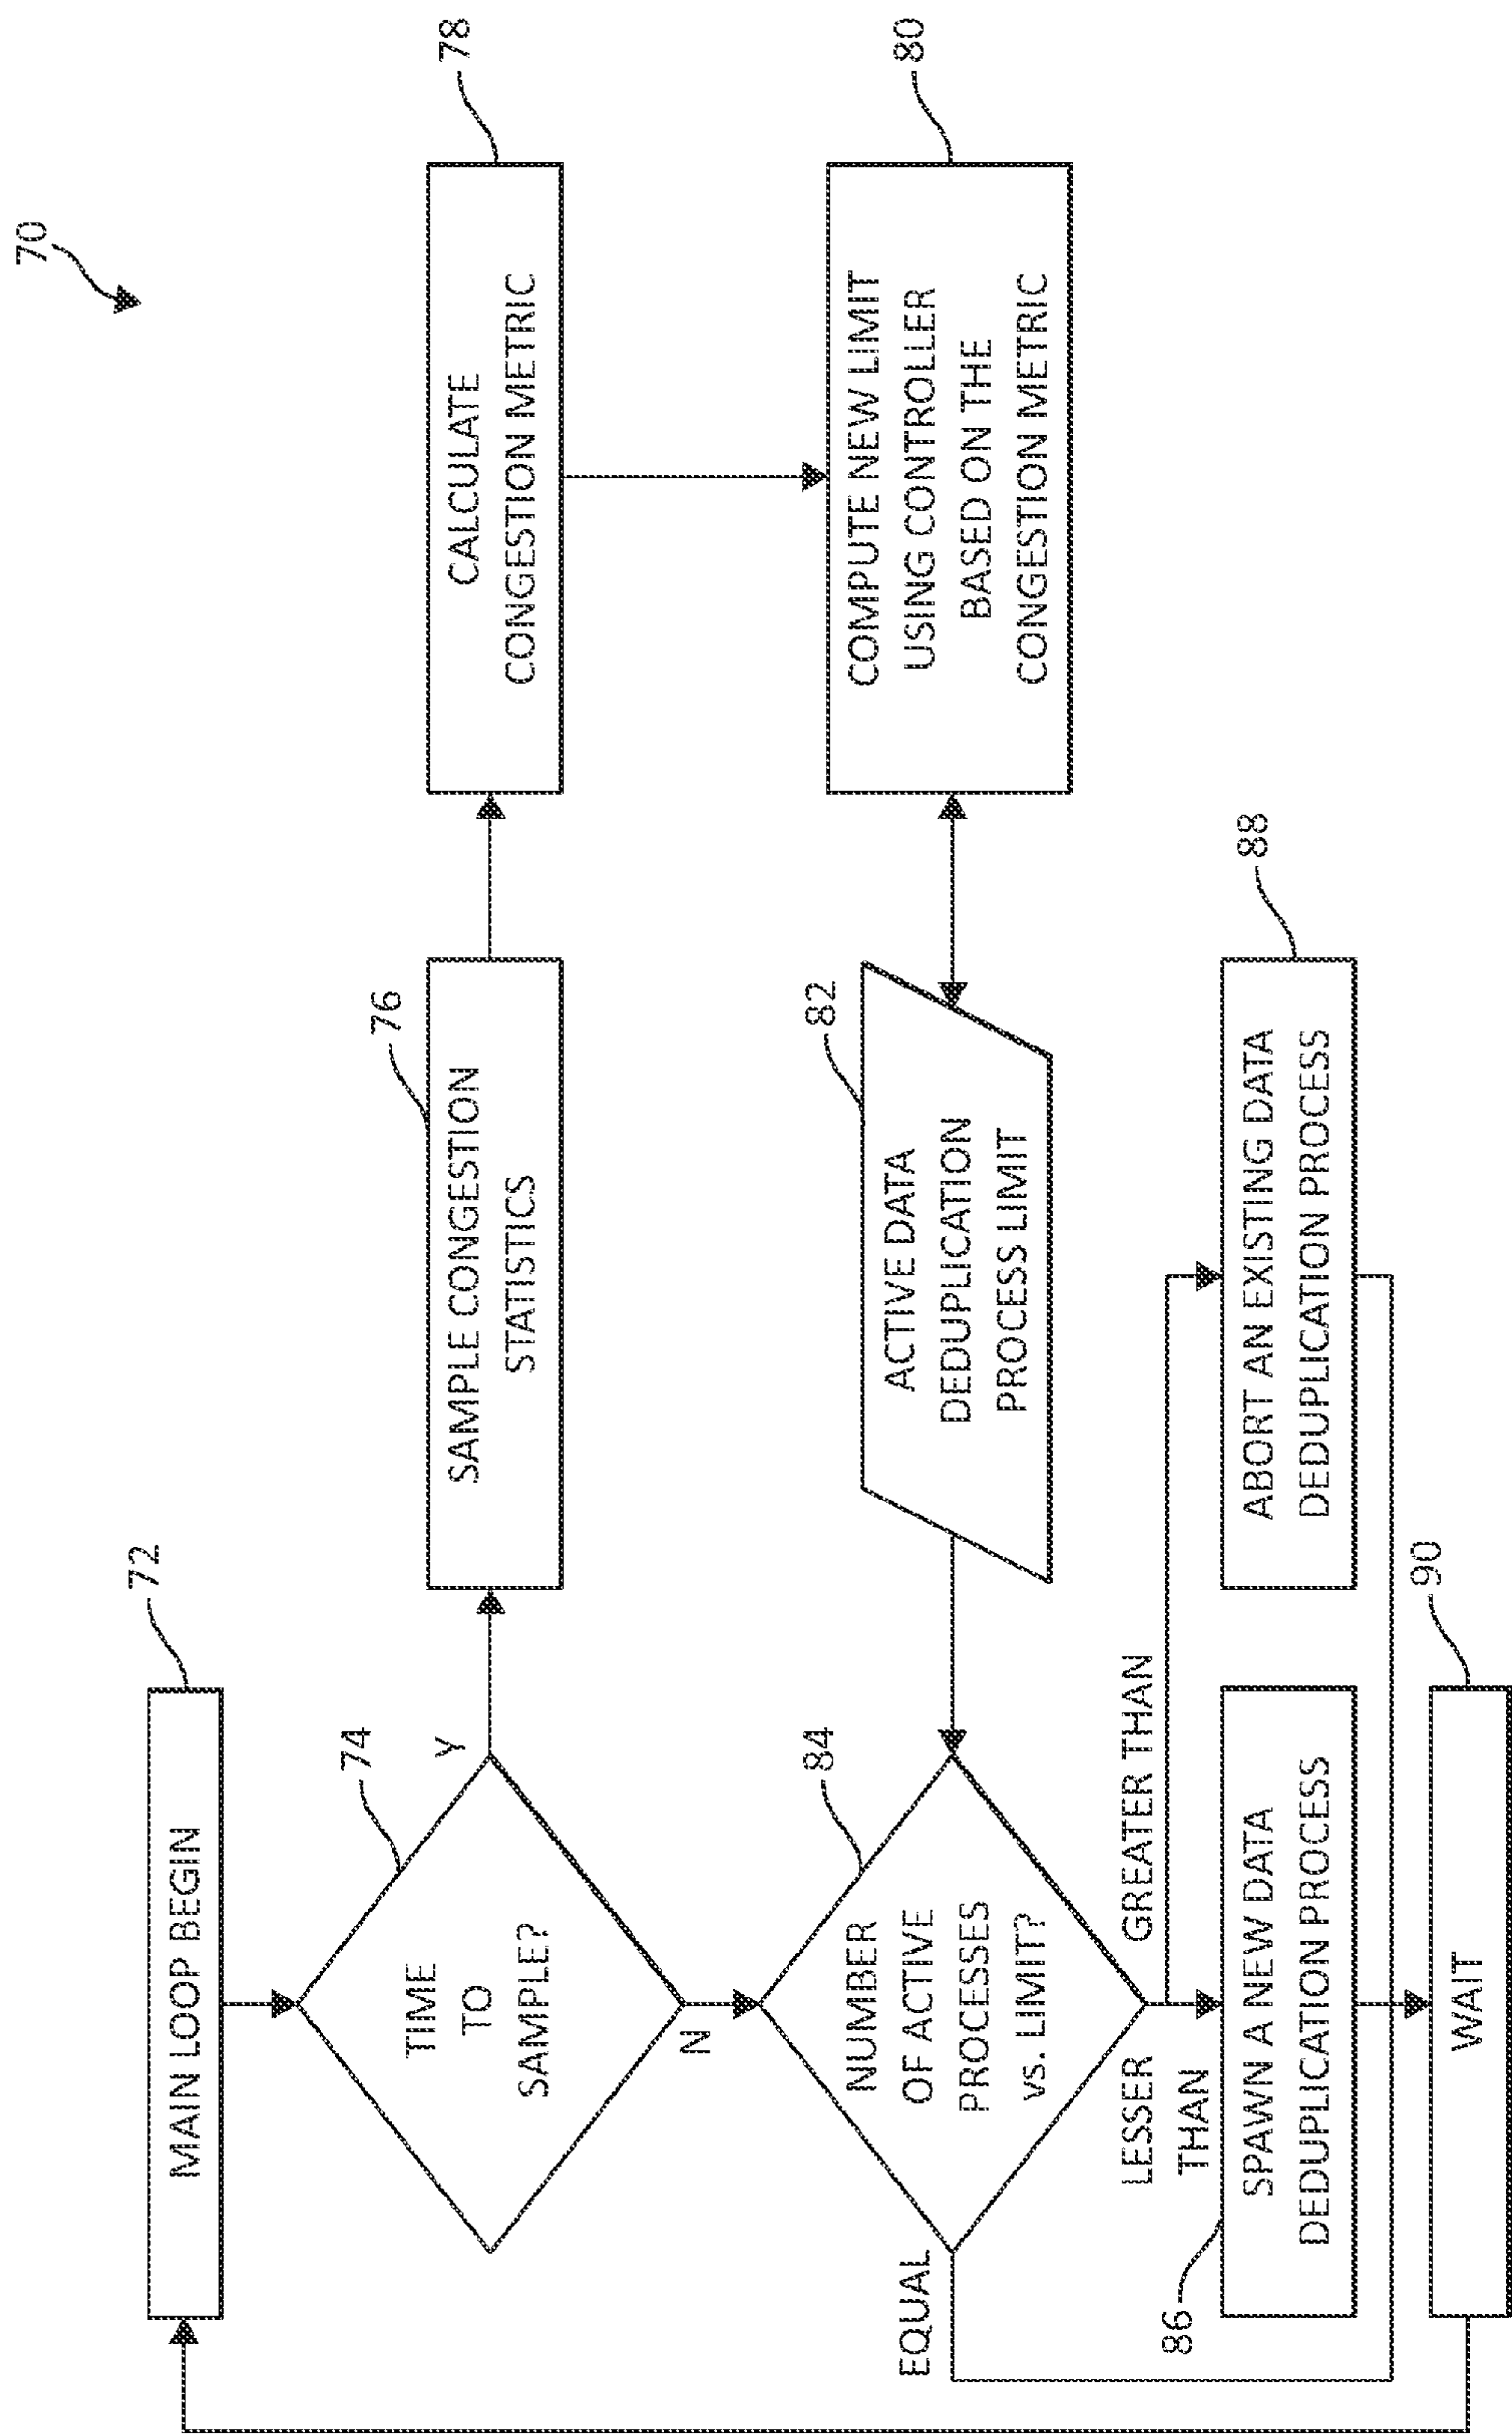 70
72
MAIN LOOP BEGIN
74
TIME
TO
SAMPLE?
Y
N
76
SAMPLE CONGESTION
STATISTICS
78
CALCULATE
CONGESTION METRIC
80
COMPUTE NEW LIMIT
USING CONTROLLER
BASED ON THE
CONGESTION METRIC
82
ACTIVE DATA
DEDUPLICATION
PROCESS LIMIT
84
NUMBER
OF ACTIVE
PROCESSES
vs. LIMIT?
EQUAL
LESSER
THAN
GREATER THAN
86
SPAWN A NEW DATA
DEDUPLICATION PROCESS
88
ABORT AN EXISTING DATA
DEDUPLICATION PROCESS
90
WAIT